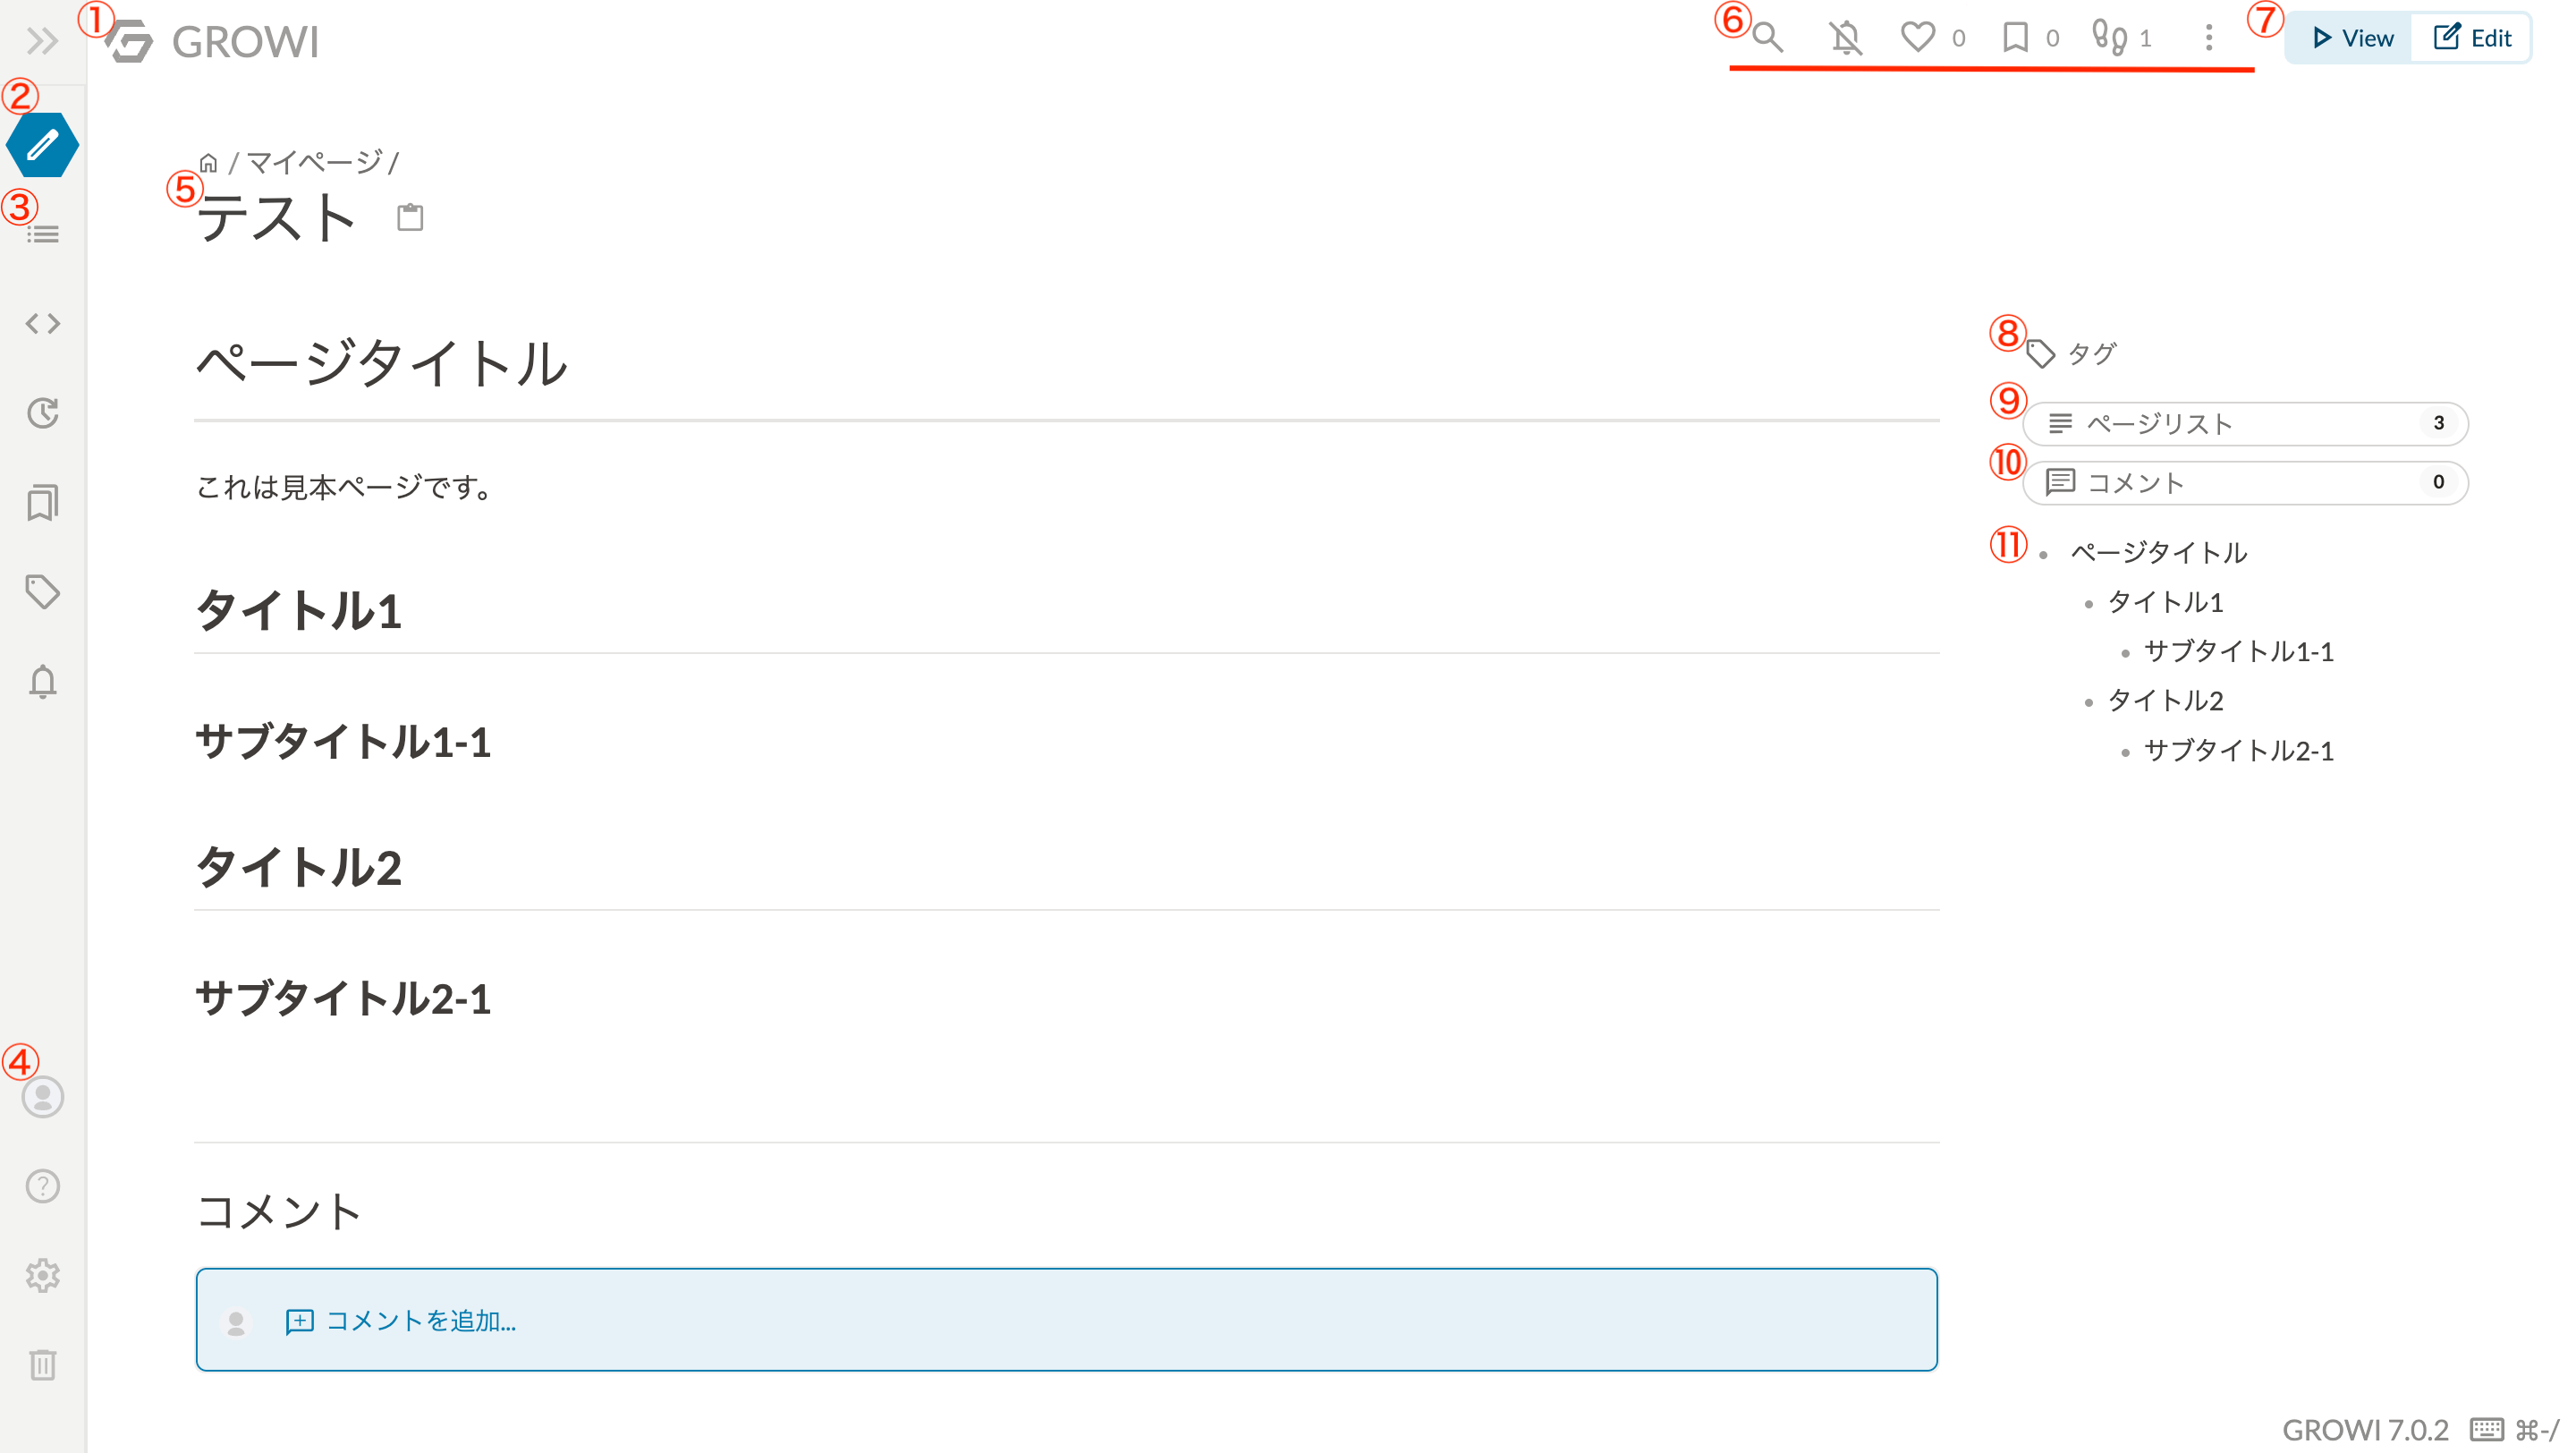 ① GROWI
⑥ 0 0 1
⑦ View Edit
②
③
/ マイページ /
⑤ テスト
ページタイトル
これは見本ページです。
タイトル1
サブタイトル1-1
タイトル2
サブタイトル2-1
④
コメント
コメントを追加...
⑧ タグ
⑨ ページリスト 3
⑩ コメント 0
⑪ ページタイトル
タイトル1
サブタイトル1-1
タイトル2
サブタイトル2-1
GROWI 7.0.2 ⌘-/